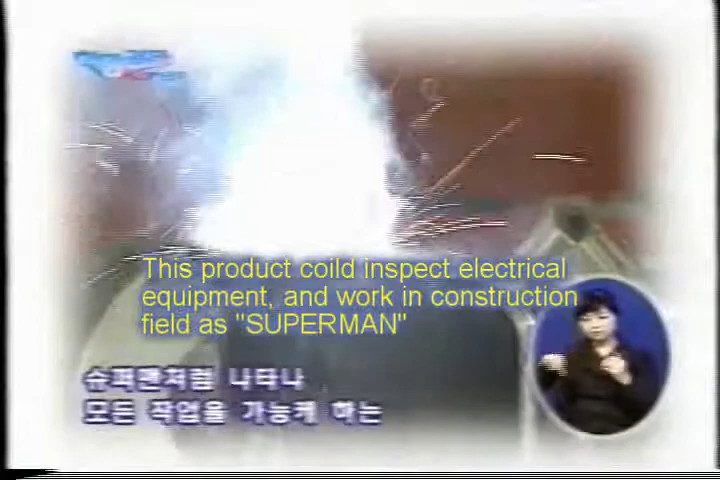 This product coild inspect electrical
equipment, and work in construction
field as "SUPERMAN"
슈퍼맨처럼 나타나
모든 작업을 가능케 하는